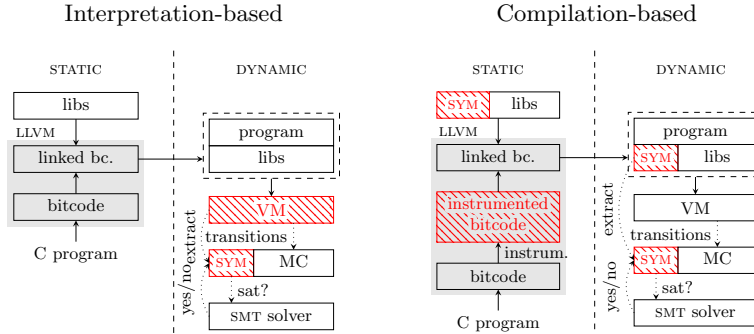 Interpretation-based
STATIC
DYNAMIC
libs
LLVM
linked bc.
bitcode
C program
program
libs
VM
extract
transitions
SYM
MC
yes/no
sat?
SMT solver
Compilation-based
STATIC
DYNAMIC
SYM
libs
LLVM
linked bc.
instrumented
bitcode
instrum.
bitcode
C program
program
SYM
libs
extract
VM
transitions
SYM
MC
yes/no
sat?
SMT solver